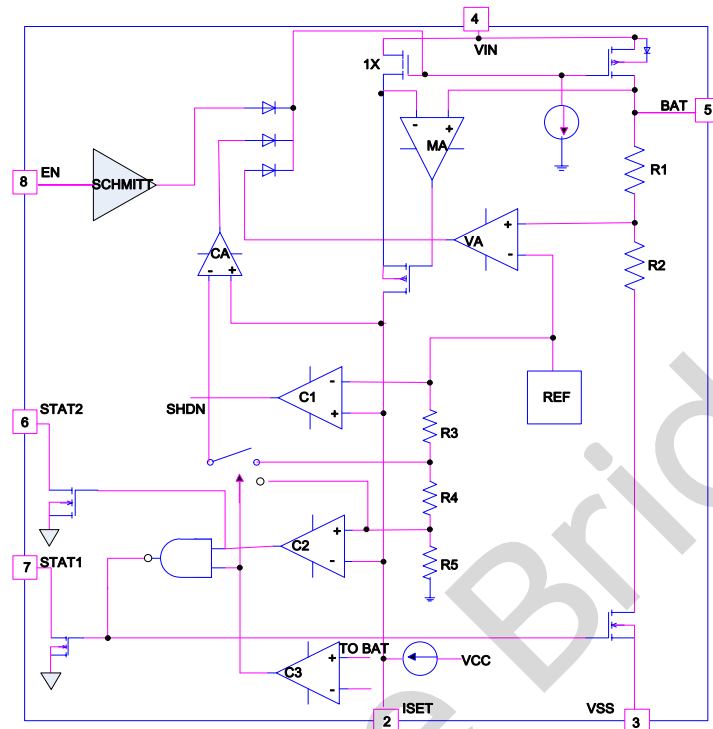 4
VIN
1X
BAT
5
MA
R1
EN
8
SCHMITT
VA
+
-
R2
CA
-
+
REF
SHDN
C1
-
+
R3
STAT2
6
R4
C2
+
-
R5
STAT1
7
TO BAT
C3
+
-
VCC
2
ISET
VSS
3
e Brid